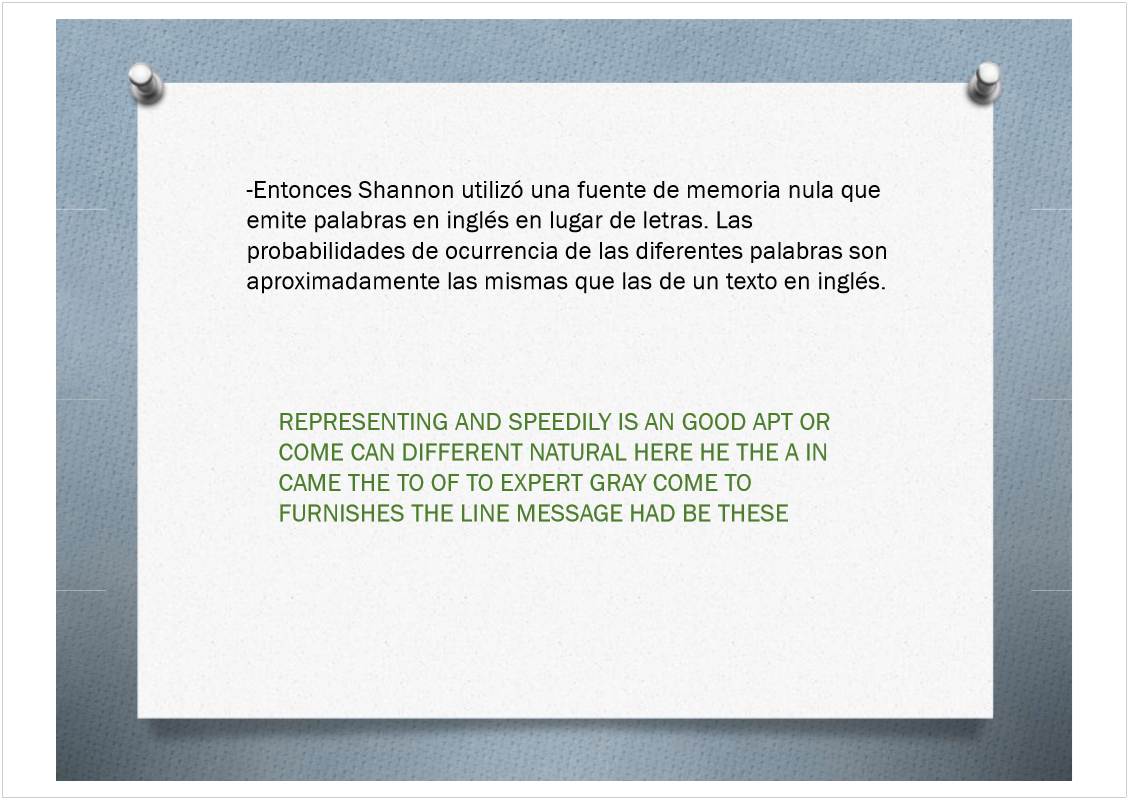 -Entonces Shannon utilizó una fuente de memoria nula que
emite palabras en inglés en lugar de letras. Las
probabilidades de ocurrencia de las diferentes palabras son
aproximadamente las mismas que las de un texto en inglés.
REPRESENTING AND SPEEDILY IS AN GOOD APT OR
COME CAN DIFFERENT NATURAL HERE HE THE A IN
CAME THE TO OF TO EXPERT GRAY COME TO
FURNISHES THE LINE MESSAGE HAD BE THESE